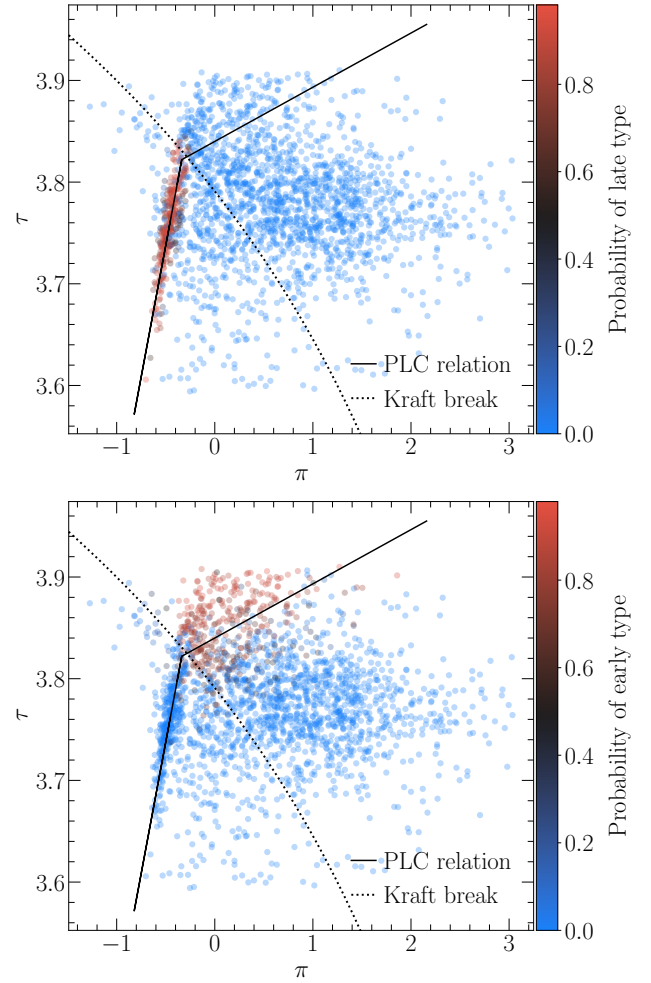 3.9
3.8
3.7
3.6
τ
−1
0
1
2
3
π
PLC relation
Kraft break
0.8
0.6
0.4
0.2
0.0
Probability of late type
3.9
3.8
3.7
3.6
τ
−1
0
1
2
3
π
PLC relation
Kraft break
0.8
0.6
0.4
0.2
0.0
Probability of early type